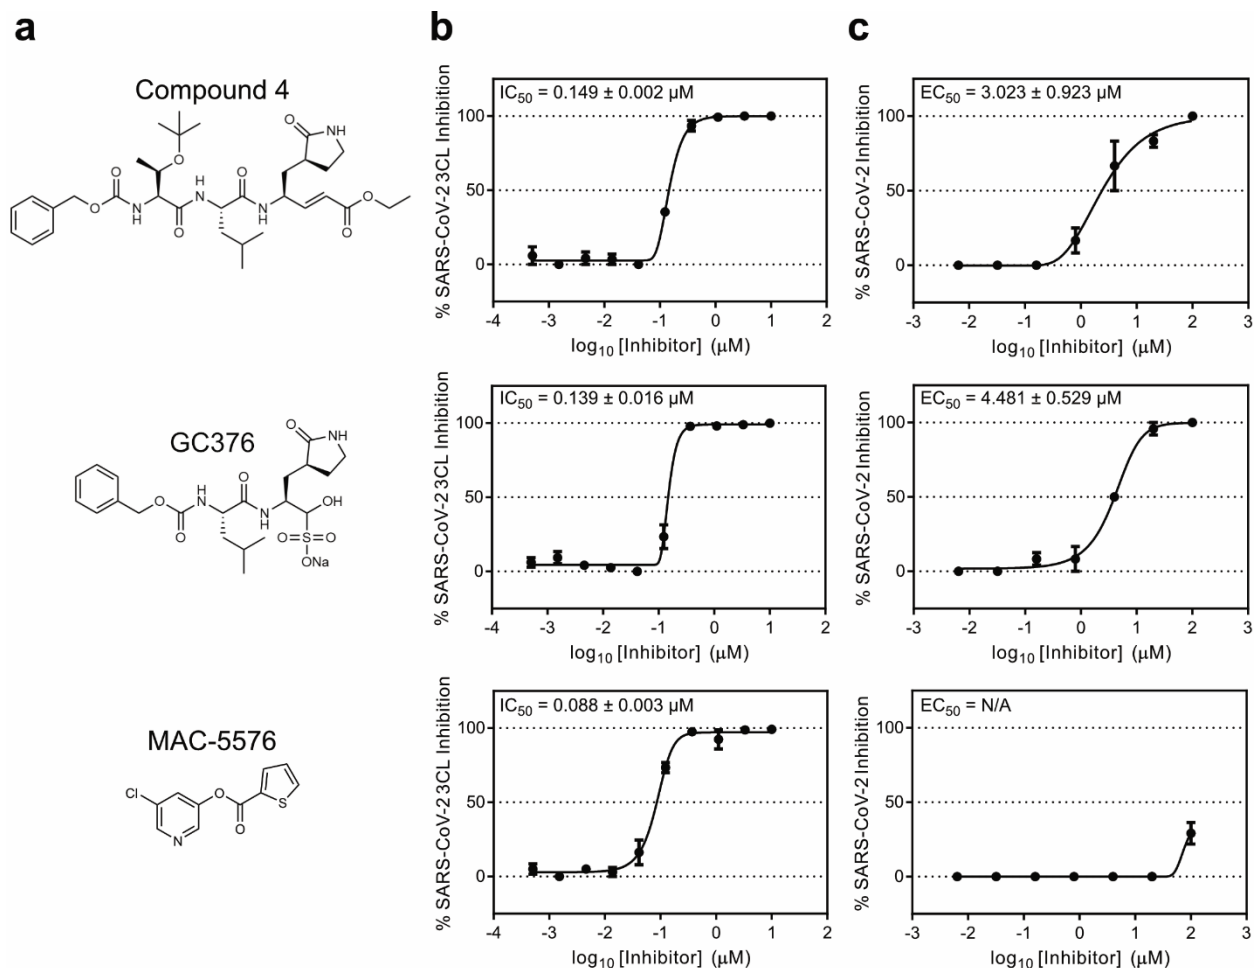 a
b
c
Compound 4
O
NH
O
O
N
H
O
H
N
O
O
N
H
O
O
% SARS-CoV-2 3CL Inhibition
IC50 = 0.149 ± 0.002 µM
100
50
0
-4 -3 -2 -1 0 1 2
log10 [Inhibitor] (µM)
% SARS-CoV-2 Inhibition
EC50 = 3.023 ± 0.923 µM
100
50
0
-3 -2 -1 0 1 2 3
log10 [Inhibitor] (µM)
GC376
O
NH
O
O
H
N
O
N
H
OH
O
S
O
ONa
% SARS-CoV-2 3CL Inhibition
IC50 = 0.139 ± 0.016 µM
100
50
0
-4 -3 -2 -1 0 1 2
log10 [Inhibitor] (µM)
% SARS-CoV-2 Inhibition
EC50 = 4.481 ± 0.529 µM
100
50
0
-3 -2 -1 0 1 2 3
log10 [Inhibitor] (µM)
MAC-5576
Cl
O
O
S
N
% SARS-CoV-2 3CL Inhibition
IC50 = 0.088 ± 0.003 µM
100
50
0
-4 -3 -2 -1 0 1 2
log10 [Inhibitor] (µM)
% SARS-CoV-2 Inhibition
EC50 = N/A
100
50
0
-3 -2 -1 0 1 2 3
log10 [Inhibitor] (µM)